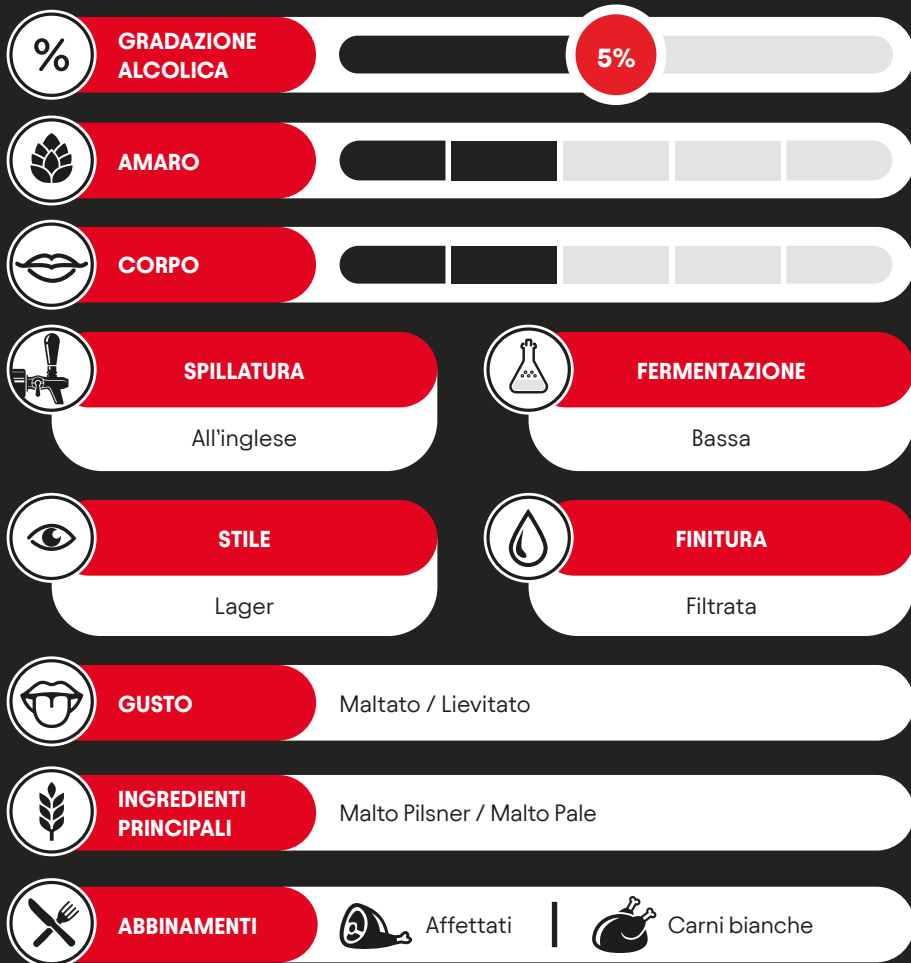 %
GRADAZIONE
ALCOLICA
5%
AMARO
CORPO
SPILLATURA
All'inglese
FERMENTAZIONE
Bassa
STILE
Lager
FINITURA
Filtrata
GUSTO
Maltato / Lievitato
INGREDIENTI
PRINCIPALI
Malto Pilsner / Malto Pale
ABBINAMENTI
Affettati
Carni bianche